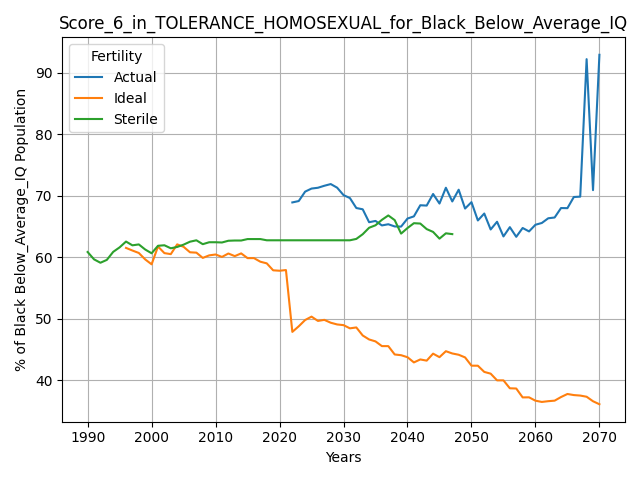 Score_6_in_TOLERANCE_HOMOSEXUAL_for_Black_Below_Average_IQ
Fertility
Actual
Ideal
Sterile
% of Black Below_Average_IQ Population
90
80
70
60
50
40
1990 2000 2010 2020 2030 2040 2050 2060 2070
Years